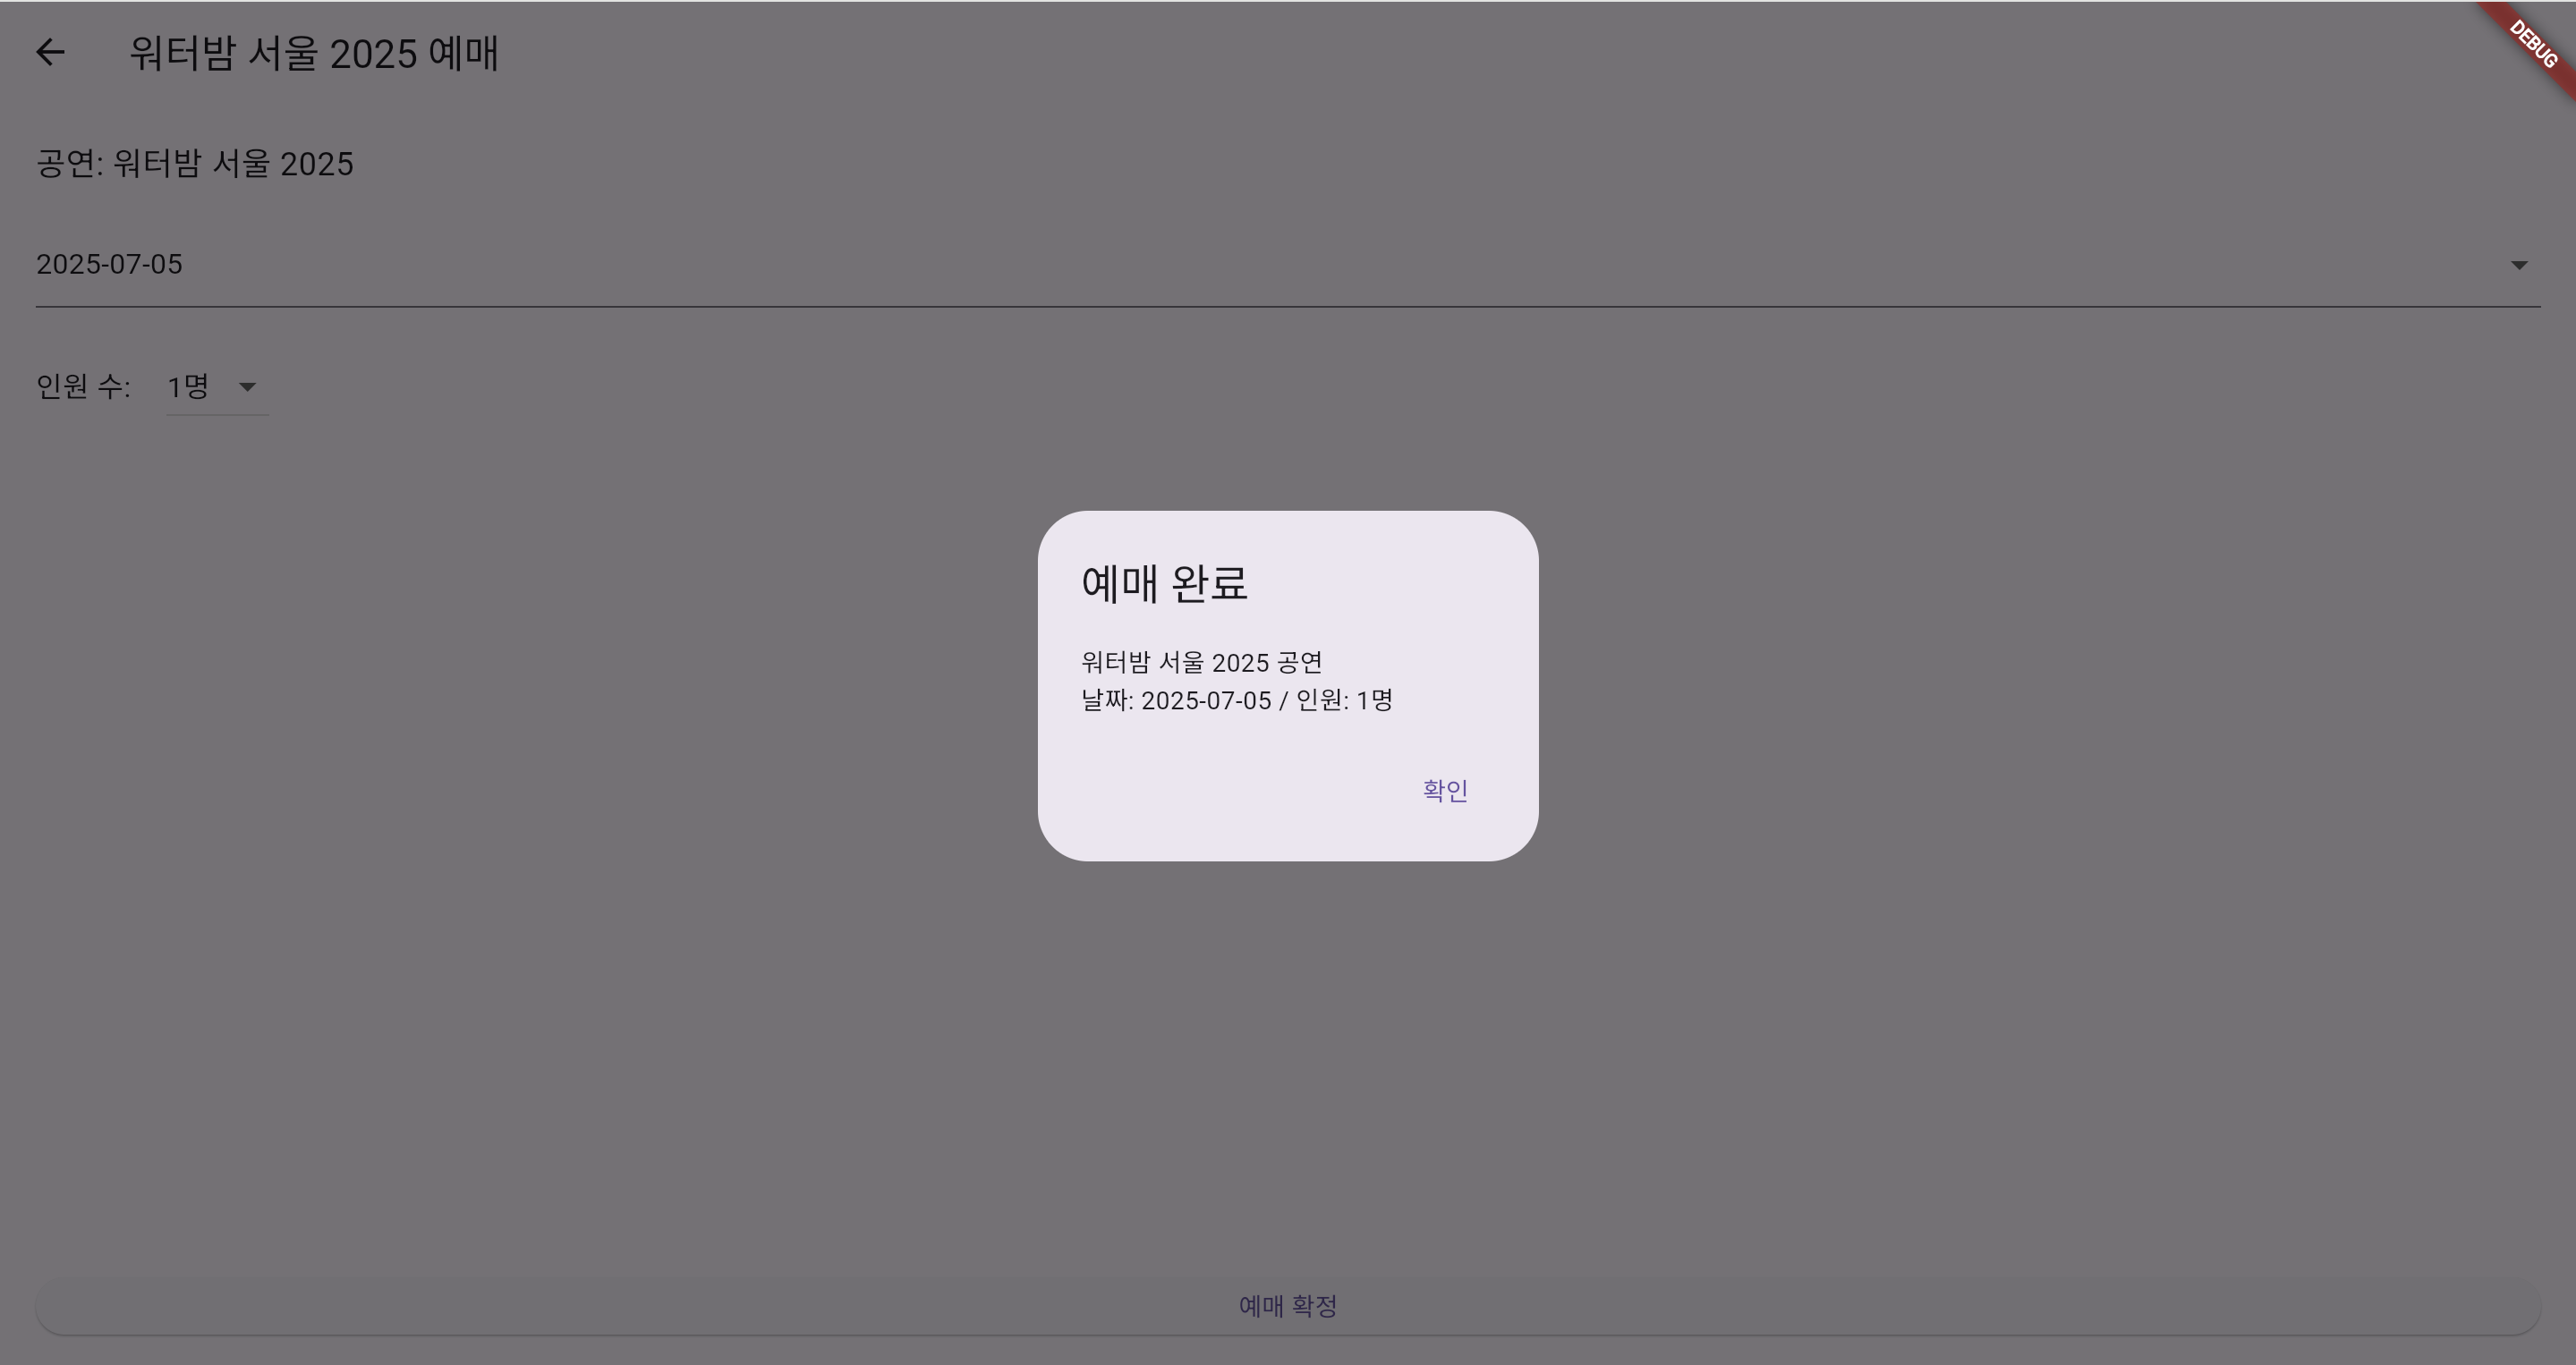 워터밤 서울 2025 예매
DEBUG
공연: 워터밤 서울 2025
2025-07-05
인원 수: 1명
예매 완료
워터밤 서울 2025 공연
날짜: 2025-07-05 / 인원: 1명
확인
예매 확정